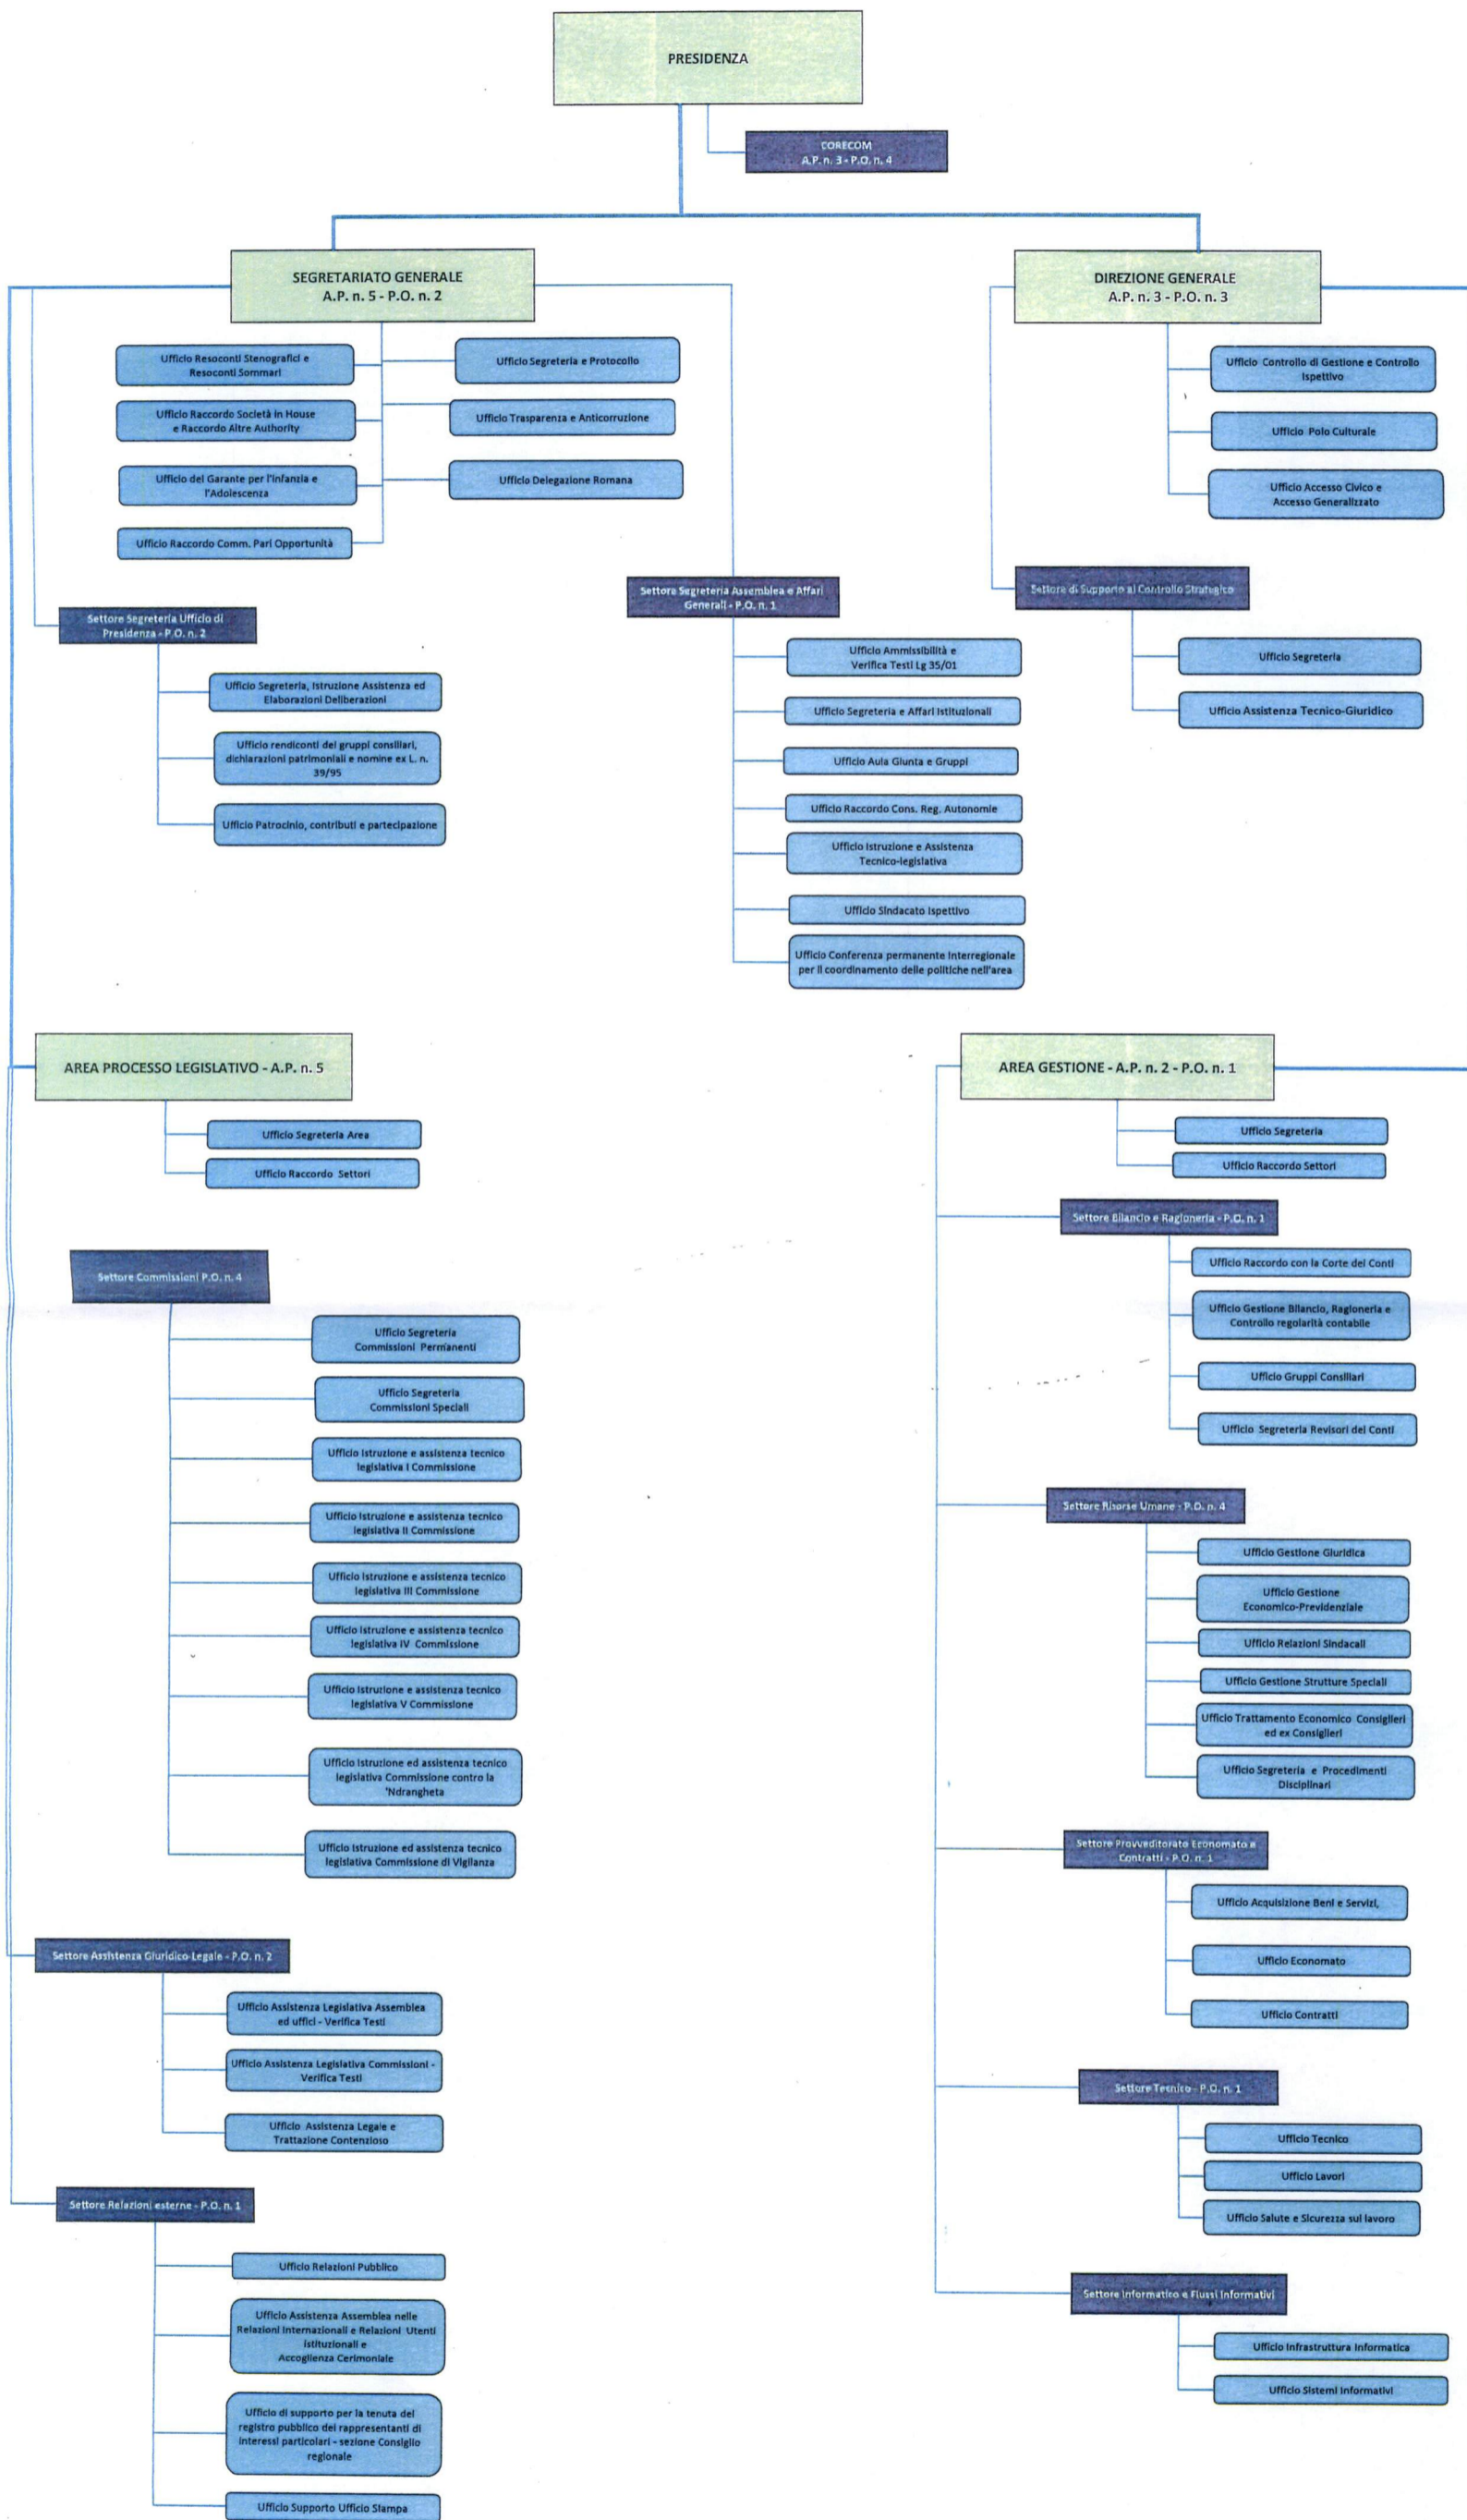 PRESIDENZA
CORECOM
A.P. n. 3 - P.O. n. 4
SEGRETARIATO GENERALE
A.P. n. 5 - P.O. n. 2
Ufficio Resoconti Stenografici e
Resoconti Sommari
Ufficio Raccordo Società in House
e Raccordo Altre Authority
Ufficio del Garante per l'Infanzia e
l'Adolescenza
Ufficio Raccordo Comm. Pari Opportunità
Ufficio Segreteria e Protocollo
Ufficio Trasparenza e Anticorruzione
Ufficio Delegazione Romana
Settore Segreteria Ufficio di
Presidenza - P.O. n. 2
Ufficio Segreteria, Istruzione Assistenza ed
Elaborazioni Deliberazioni
Ufficio rendiconti dei gruppi consiliari,
dichiarazioni patrimoniali e nomine ex L. n.
39/95
Ufficio Patrocinio, contributi e partecipazione
Settore Segreteria Assemblea e Affari
Generali - P.O. n. 1
Ufficio Ammissibilità e
Verifica Testi Lg 35/01
Ufficio Segreteria e Affari Istituzionali
Ufficio Aula Giunta e Gruppi
Ufficio Raccordo Cons. Reg. Autonomie
Ufficio Istruzione e Assistenza
Tecnico-legislativa
Ufficio Sindacato Ispettivo
Ufficio Conferenza permanente Interregionale
per il coordinamento delle politiche nell'area
DIREZIONE GENERALE
A.P. n. 3 - P.O. n. 3
Ufficio Controllo di Gestione e Controllo
Ispettivo
Ufficio Polo Culturale
Ufficio Accesso Civico e
Accesso Generalizzato
Settore di Supporto al Controllo Strategico
Ufficio Segreteria
Ufficio Assistenza Tecnico-Giuridico
AREA PROCESSO LEGISLATIVO - A.P. n. 5
Ufficio Segreteria Area
Ufficio Raccordo Settori
Settore Commissioni P.O. n. 4
Ufficio Segreteria
Commissioni Permanenti
Ufficio Segreteria
Commissioni Speciali
Ufficio Istruzione e assistenza tecnico
legislativa I Commissione
Ufficio Istruzione e assistenza tecnico
legislativa II Commissione
Ufficio Istruzione e assistenza tecnico
legislativa III Commissione
Ufficio Istruzione e assistenza tecnico
legislativa IV Commissione
Ufficio Istruzione e assistenza tecnico
legislativa V Commissione
Ufficio Istruzione ed assistenza tecnico
legislativa Commissione contro la
'Ndrangheta
Ufficio Istruzione ed assistenza tecnico
legislativa Commissione di Vigilanza
Settore Assistenza Giuridico-Legale - P.O. n. 2
Ufficio Assistenza Legislativa Assemblea
ed uffici - Verifica Testi
Ufficio Assistenza Legislativa Commissioni -
Verifica Testi
Ufficio Assistenza Legale e
Trattazione Contenzioso
Settore Relazioni esterne - P.O. n. 1
Ufficio Relazioni Pubblico
Ufficio Assistenza Assemblea nelle
Relazioni Internazionali e Relazioni Utenti
istituzionali e
Accoglienza Cerimoniale
Ufficio di supporto per la tenuta del
registro pubblico dei rappresentanti di
interessi particolari - sezione Consiglio
regionale
Ufficio Supporto Ufficio Stampa
AREA GESTIONE - A.P. n. 2 - P.O. n. 1
Ufficio Segreteria
Ufficio Raccordo Settori
Settore Bilancio e Ragioneria - P.O. n. 1
Ufficio Raccordo con la Corte dei Conti
Ufficio Gestione Bilancio, Ragioneria e
Controllo regolarità contabile
Ufficio Gruppi Consiliari
Ufficio Segreteria Revisori dei Conti
Settore Risorse Umane - P.O. n. 4
Ufficio Gestione Giuridica
Ufficio Gestione
Economico-Previdenziale
Ufficio Relazioni Sindacali
Ufficio Gestione Strutture Speciali
Ufficio Trattamento Economico Consiglieri
ed ex Consiglieri
Ufficio Segreteria e Procedimenti
Disciplinari
Settore Provveditorato Economato e
Contratti - P.O. n. 1
Ufficio Acquisizione Beni e Servizi,
Ufficio Economato
Ufficio Contratti
Settore Tecnico - P.O. n. 1
Ufficio Tecnico
Ufficio Lavori
Ufficio Salute e Sicurezza sul lavoro
Settore Informatico e Flussi Informativi
Ufficio Infrastruttura Informatica
Ufficio Sistemi Informativi